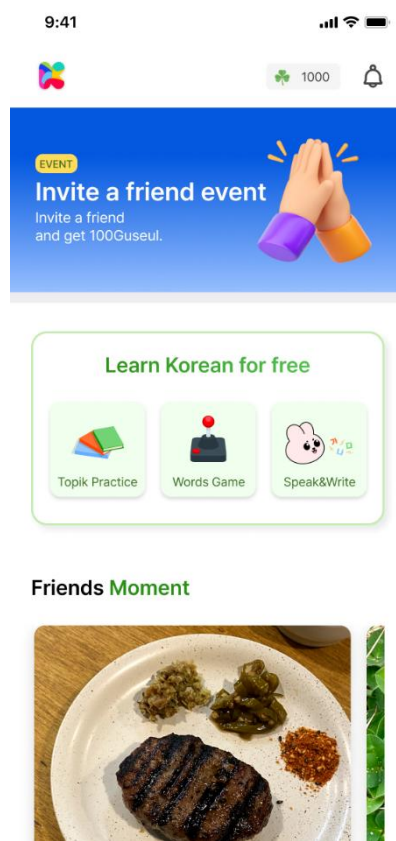 9:41
1000
EVENT
Invite a friend event
Invite a friend
and get 100Guseul.
Learn Korean for free
Topik Practice
Words Game
Speak&Write
Friends Moment